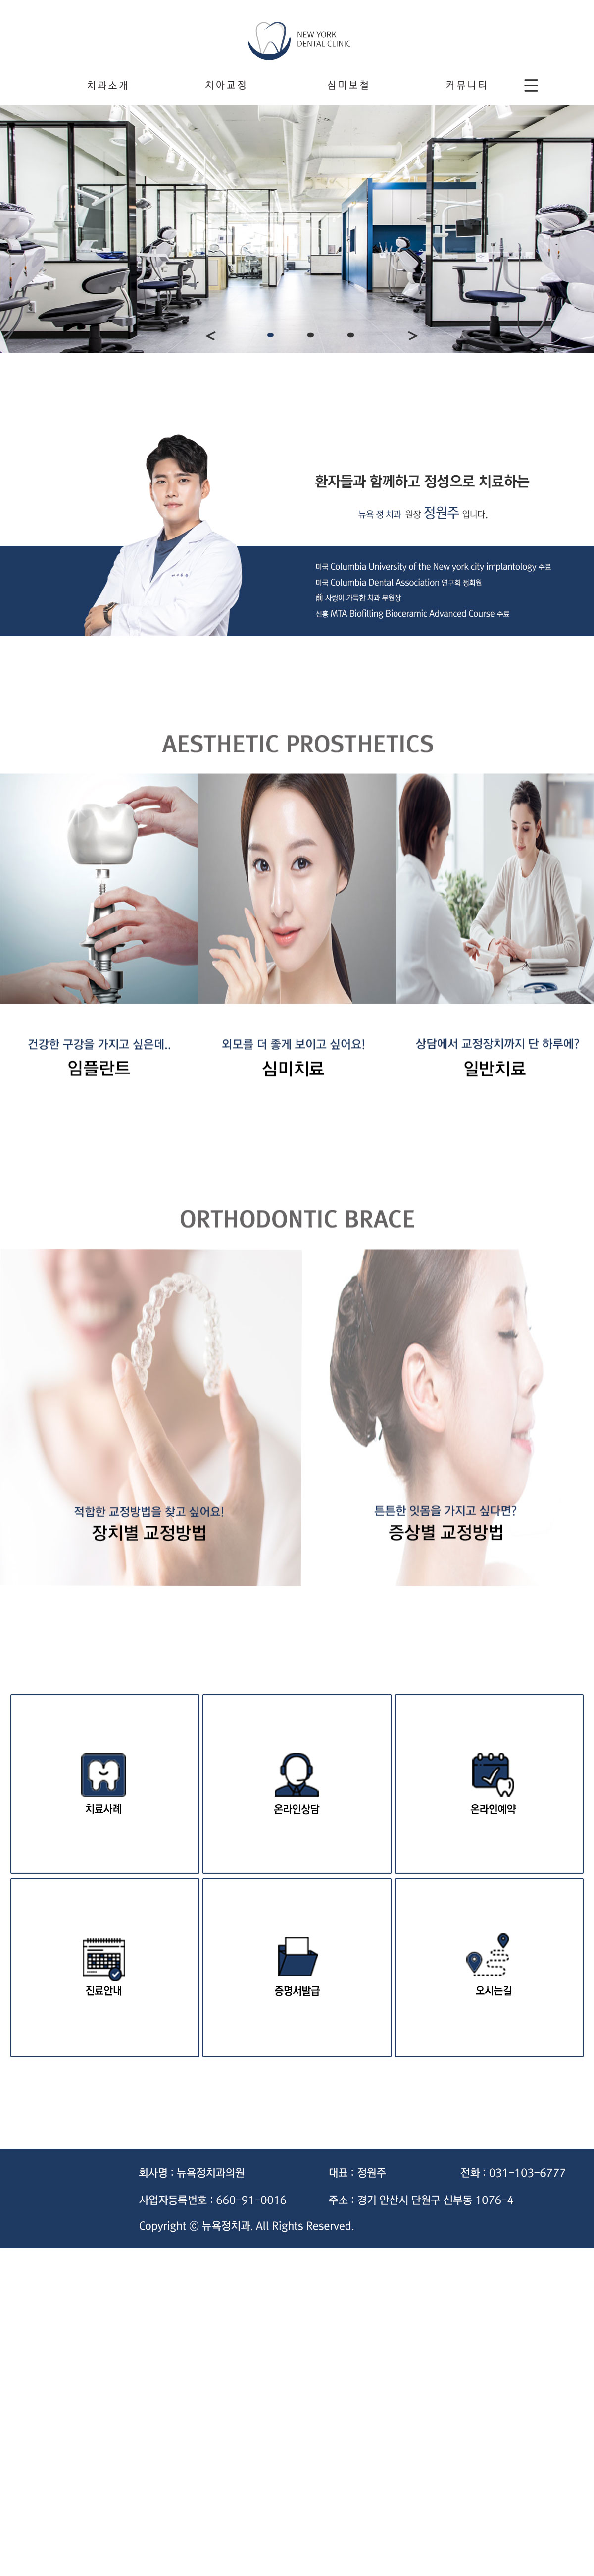 NEW YORK
DENTAL CLINIC
치과소개 치아교정 심미보철 커뮤니티
< >
환자들과 함께하고 정성으로 치료하는
뉴욕 정 치과 원장 정원주 입니다.
미국 Columbia University of the New york city implantology 수료
미국 Columbia Dental Association 연구회 정회원
前 사랑이 가득한 치과 부원장
신흥 MTA Biofilling Bioceramic Advanced Course 수료
AESTHETIC PROSTHETICS
건강한 구강을 가지고 싶은데..
임플란트
외모를 더 좋게 보이고 싶어요!
심미치료
상담에서 교정장치까지 단 하루에?
일반치료
ORTHODONTIC BRACE
적합한 교정방법을 찾고 싶어요!
장치별 교정방법
튼튼한 잇몸을 가지고 싶다면?
증상별 교정방법
치료사례
온라인상담
온라인예약
진료안내
증명서발급
오시는길
회사명 : 뉴욕정치과의원 대표 : 정원주 전화 : 031-103-6777
사업자등록번호 : 660-91-0016 주소 : 경기 안산시 단원구 신부동 1076-4
Copyright ⓒ 뉴욕정치과. All Rights Reserved.